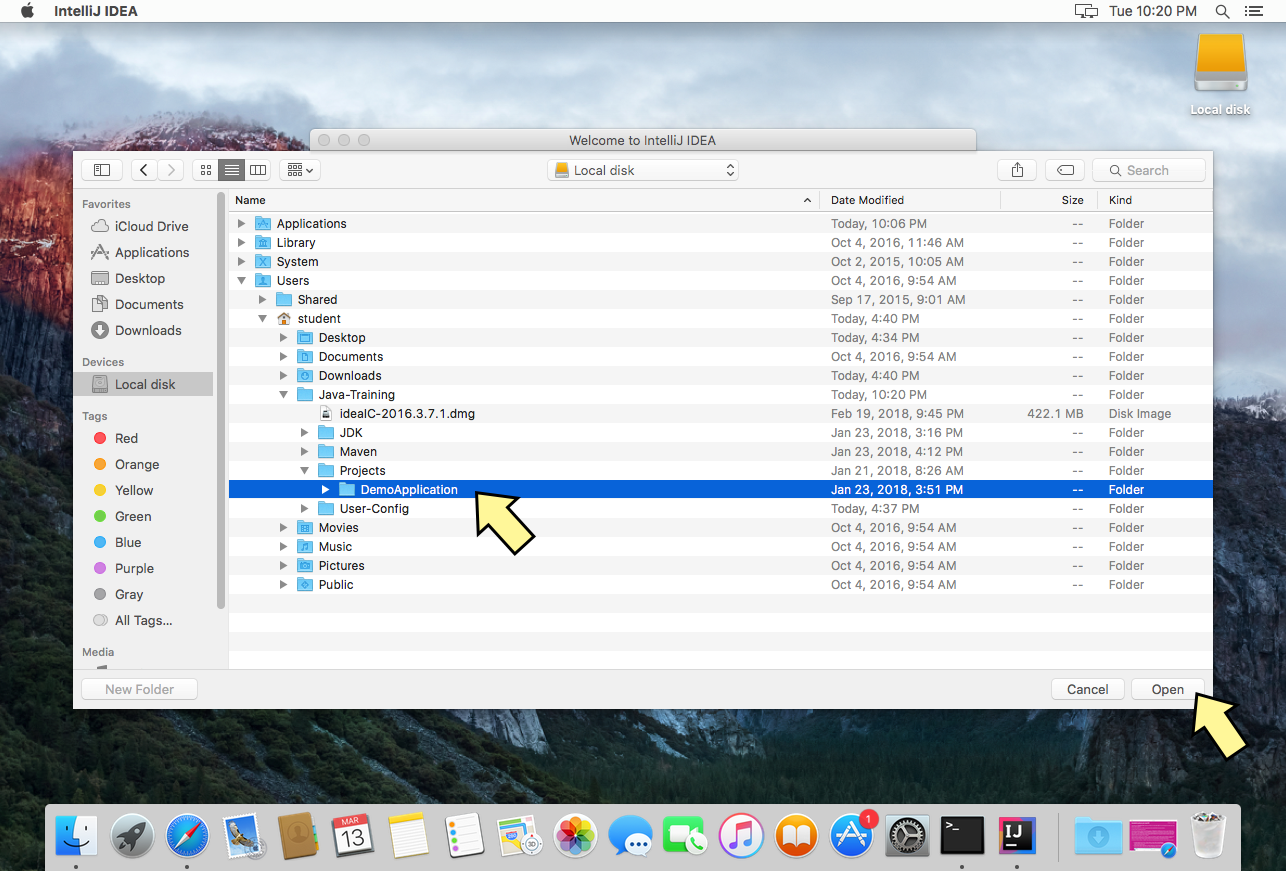 IntelliJ IDEA Tue 10:20 PM
Local disk
Welcome to IntelliJ IDEA
Local disk Search
Favorites
iCloud Drive
Applications
Desktop
Documents
Downloads
Devices
Local disk
Tags
Red
Orange
Yellow
Green
Blue
Purple
Gray
All Tags...
Media
Name Date Modified Size Kind
Applications Today, 10:06 PM -- Folder
Library Oct 4, 2016, 11:46 AM -- Folder
System Oct 2, 2015, 10:05 AM -- Folder
Users Oct 4, 2016, 9:54 AM -- Folder
Shared Sep 17, 2015, 9:01 AM -- Folder
student Today, 4:40 PM -- Folder
Desktop Today, 4:34 PM -- Folder
Documents Oct 4, 2016, 9:54 AM -- Folder
Downloads Today, 4:40 PM -- Folder
Java-Training Today, 10:20 PM -- Folder
ideaIC-2016.3.7.1.dmg Feb 19, 2018, 9:45 PM 422.1 MB Disk Image
JDK Jan 23, 2018, 3:16 PM -- Folder
Maven Jan 23, 2018, 4:12 PM -- Folder
Projects Jan 21, 2018, 8:26 AM -- Folder
DemoApplication Jan 23, 2018, 3:51 PM -- Folder
User-Config Today, 4:37 PM -- Folder
Movies Oct 4, 2016, 9:54 AM -- Folder
Music Oct 4, 2016, 9:54 AM -- Folder
Pictures Oct 4, 2016, 9:54 AM -- Folder
Public Oct 4, 2016, 9:54 AM -- Folder
New Folder Cancel Open
MAR
13
3D
1
>_
IJ